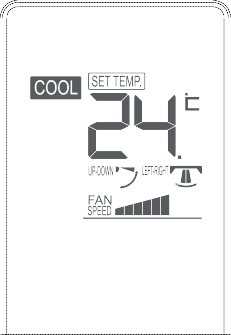 SET TEMP.
COOL
24.℃
UP-DOWN LEFT-RIGHT
FAN
SPEED